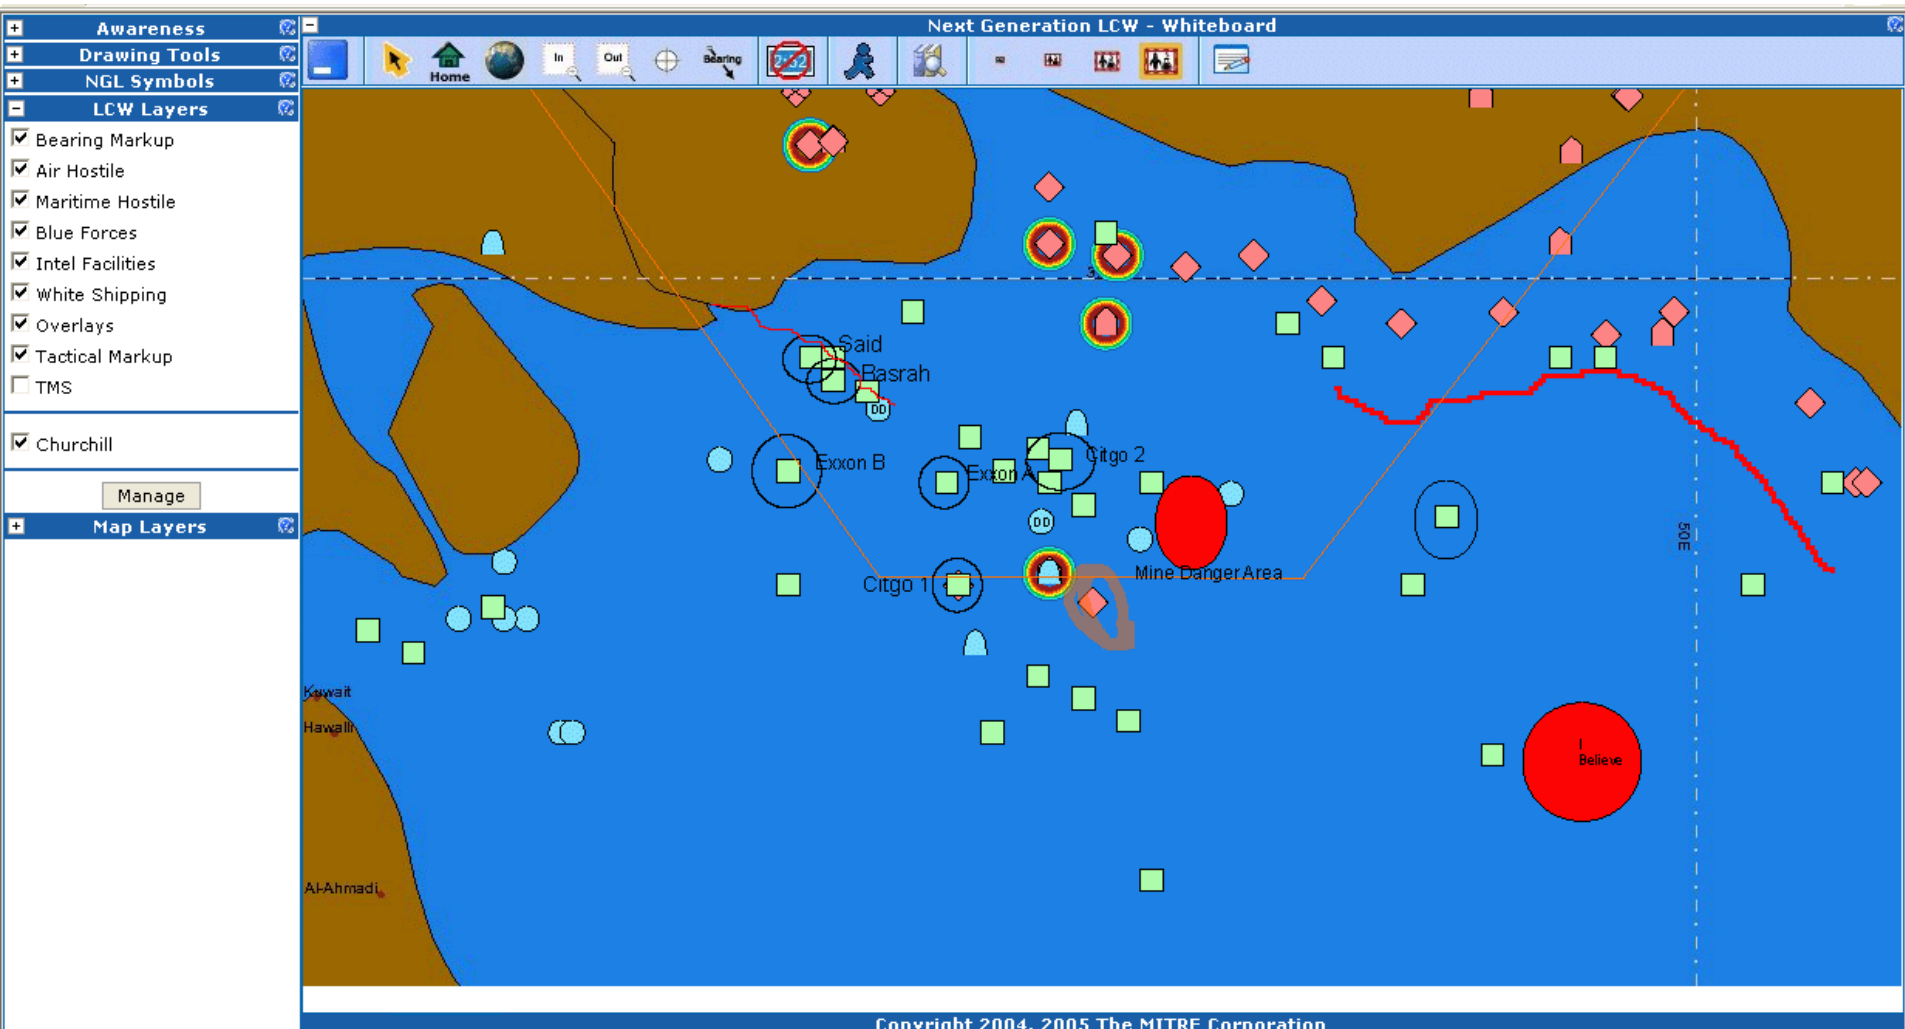 Awareness
Drawing Tools
NGL Symbols
LCW Layers
Bearing Markup
Air Hostile
Maritime Hostile
Blue Forces
Intel Facilities
White Shipping
Overlays
Tactical Markup
TMS
Churchill
Manage
Map Layers
Next Generation LCW - Whiteboard
Home
In
Out
Bearing
Said
Basrah
DD
Exxon B
Exxon A
Citgo 2
DD
50E
Citgo 1
Mine Danger Area
Kuwait
Hawalli
I
Believe
Al-Ahmadi
Copyright 2004, 2005 The MITRE Corporation